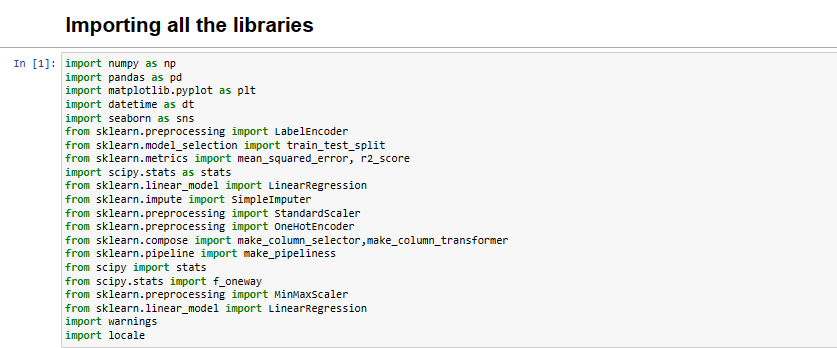 Importing all the libraries
In [1]: import numpy as np
import pandas as pd
import matplotlib.pyplot as plt
import datetime as dt
import seaborn as sns
from sklearn.preprocessing import LabelEncoder
from sklearn.model_selection import train_test_split
from sklearn.metrics import mean_squared_error, r2_score
import scipy.stats as stats
from sklearn.linear_model import LinearRegression
from sklearn.impute import SimpleImputer
from sklearn.preprocessing import StandardScaler
from sklearn.preprocessing import OneHotEncoder
from sklearn.compose import make_column_selector,make_column_transformer
from sklearn.pipeline import make_pipeliness
from scipy import stats
from scipy.stats import f_oneway
from sklearn.preprocessing import MinMaxScaler
from sklearn.linear_model import LinearRegression
import warnings
import locale